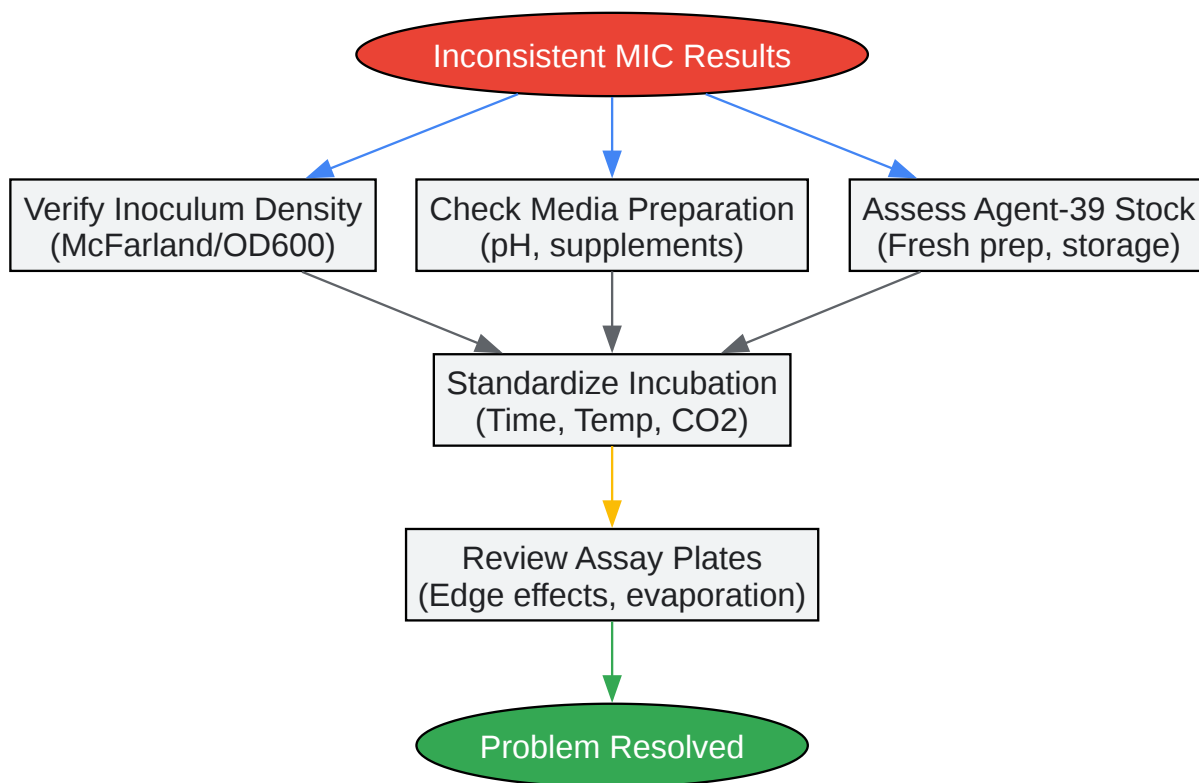 Inconsistent MIC Results
Verify Inoculum Density
(McFarland/OD600)
Check Media Preparation
(pH, supplements)
Assess Agent-39 Stock
(Fresh prep, storage)
Standardize Incubation
(Time, Temp, CO2)
Review Assay Plates
(Edge effects, evaporation)
Problem Resolved